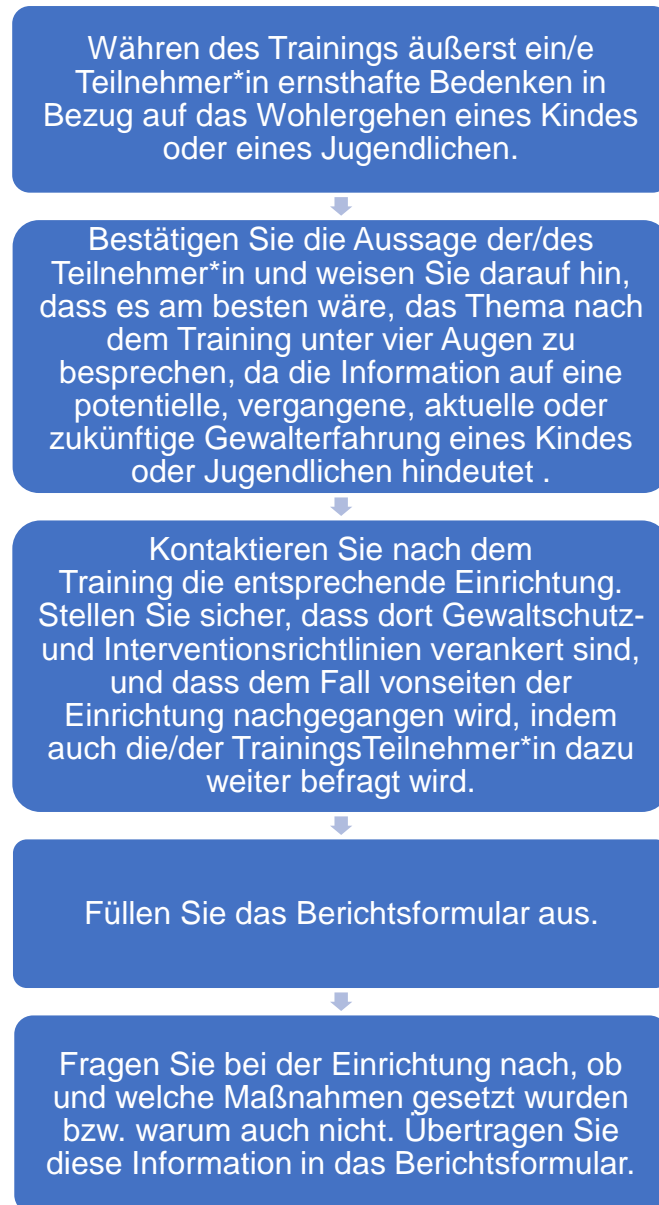 Währen des Trainings äußerst ein/e
Teilnehmer*in ernsthafte Bedenken in
Bezug auf das Wohlergehen eines Kindes
oder eines Jugendlichen.
Bestätigen Sie die Aussage der/des
Teilnehmer*in und weisen Sie darauf hin,
dass es am besten wäre, das Thema nach
dem Training unter vier Augen zu
besprechen, da die Information auf eine
potentielle, vergangene, aktuelle oder
zukünftige Gewalterfahrung eines Kindes
oder Jugendlichen hindeutet .
Kontaktieren Sie nach dem
Training die entsprechende Einrichtung.
Stellen Sie sicher, dass dort Gewaltschutz-
und Interventionsrichtlinien verankert sind,
und dass dem Fall vonseiten der
Einrichtung nachgegangen wird, indem
auch die/der TrainingsTeilnehmer*in dazu
weiter befragt wird.
Füllen Sie das Berichtsformular aus.
Fragen Sie bei der Einrichtung nach, ob
und welche Maßnahmen gesetzt wurden
bzw. warum auch nicht. Übertragen Sie
diese Information in das Berichtsformular.